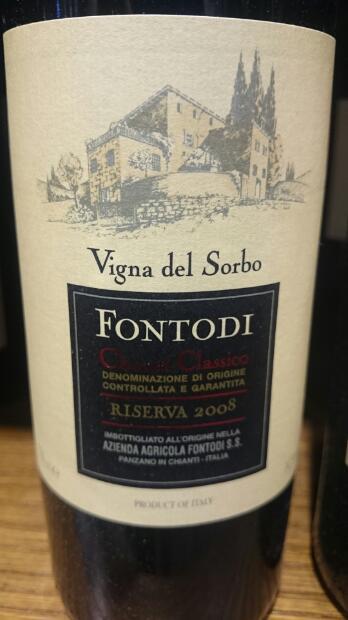 Vigna del Sorbo
FONTODI
Chianti Classico
DENOMINAZIONE DI ORIGINE
CONTROLLATA E GARANTITA
RISERVA 2008
IMBOTTIGLIATO ALL'ORIGINE NELLA
AZIENDA AGRICOLA FONTODI S.S.
PANZANO IN CHIANTI - ITALIA
PRODUCT OF ITALY